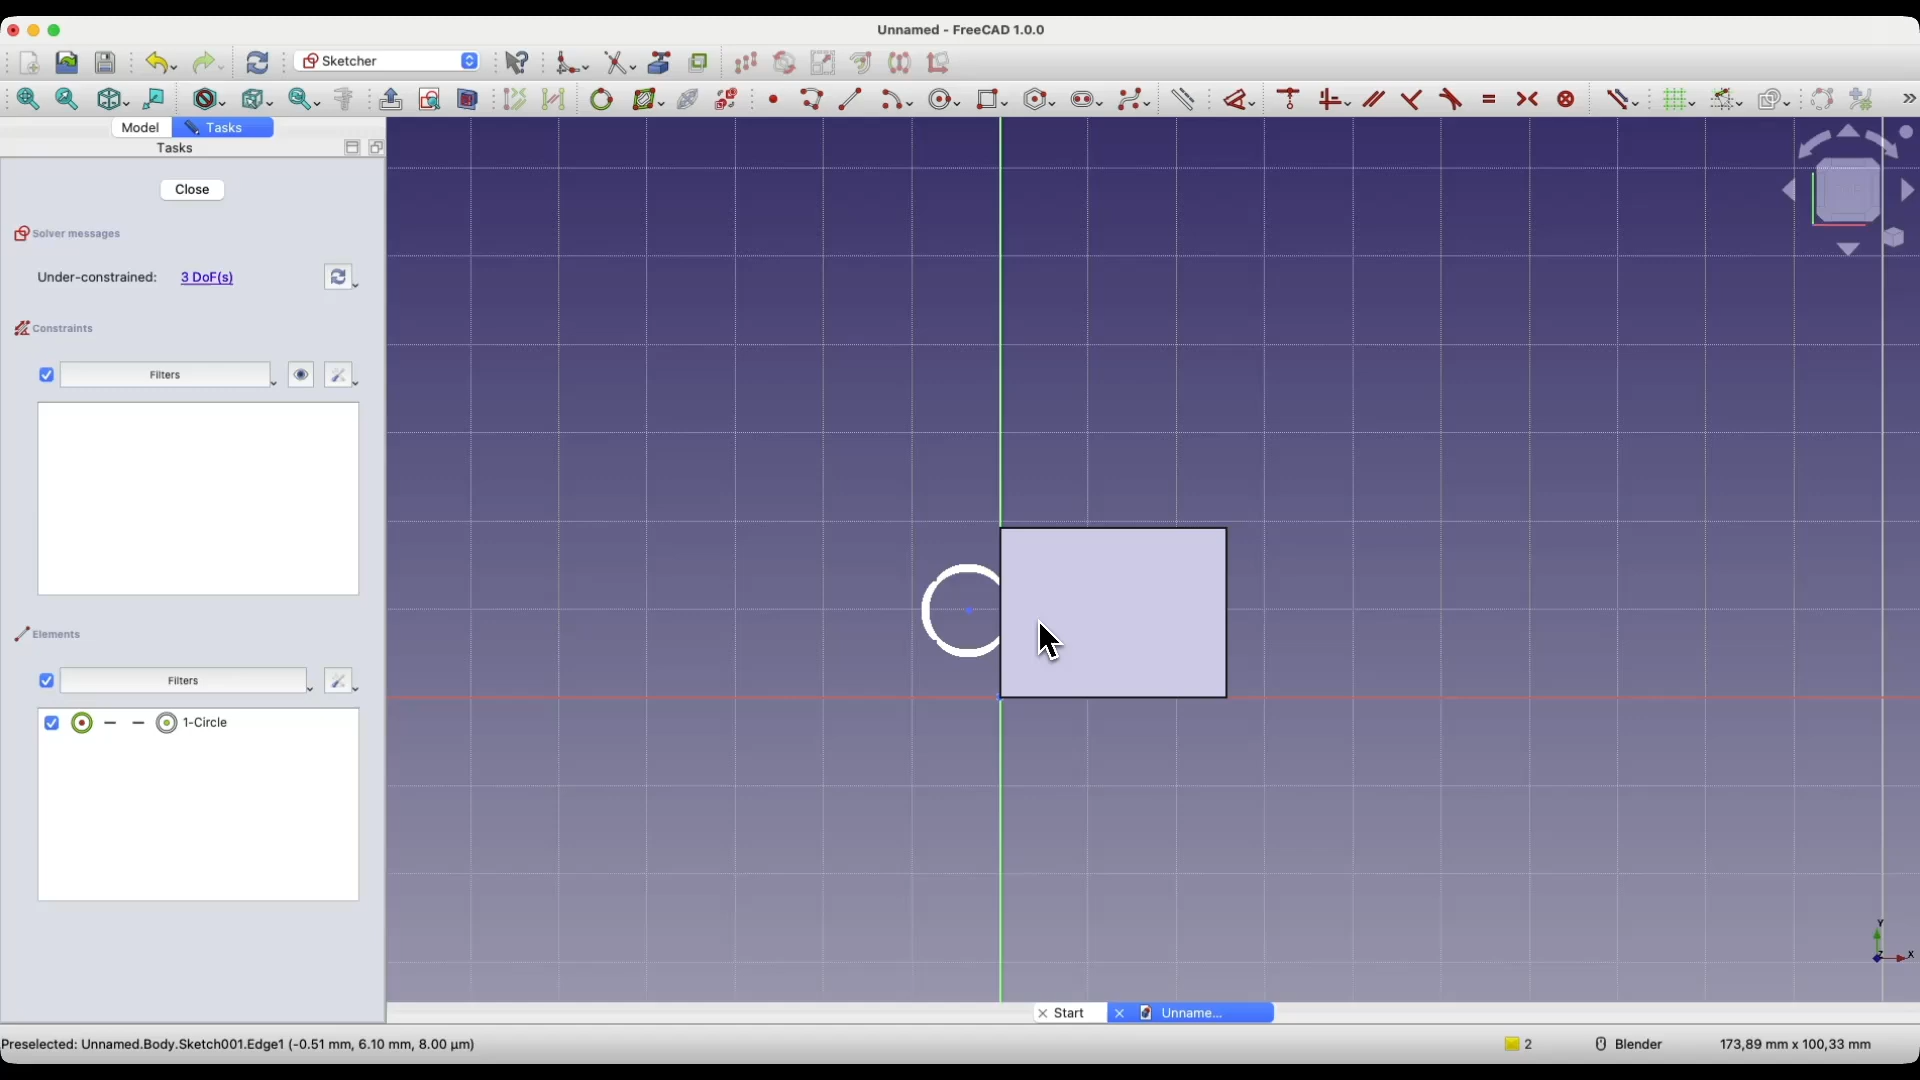 Unnamed - FreeCAD 1.0.0
Sketcher
Model
Tasks
Tasks
Close
Solver messages
Under-constrained: 3 DoF(s)
Constraints
Filters
Elements
Filters
1-Circle
Y
Z
X
Start
Unname...
Preselected: Unnamed.Body.Sketch001.Edge1 (-0.51 mm, 6.10 mm, 8.00 μm)
2
Blender
173,89 mm x 100,33 mm